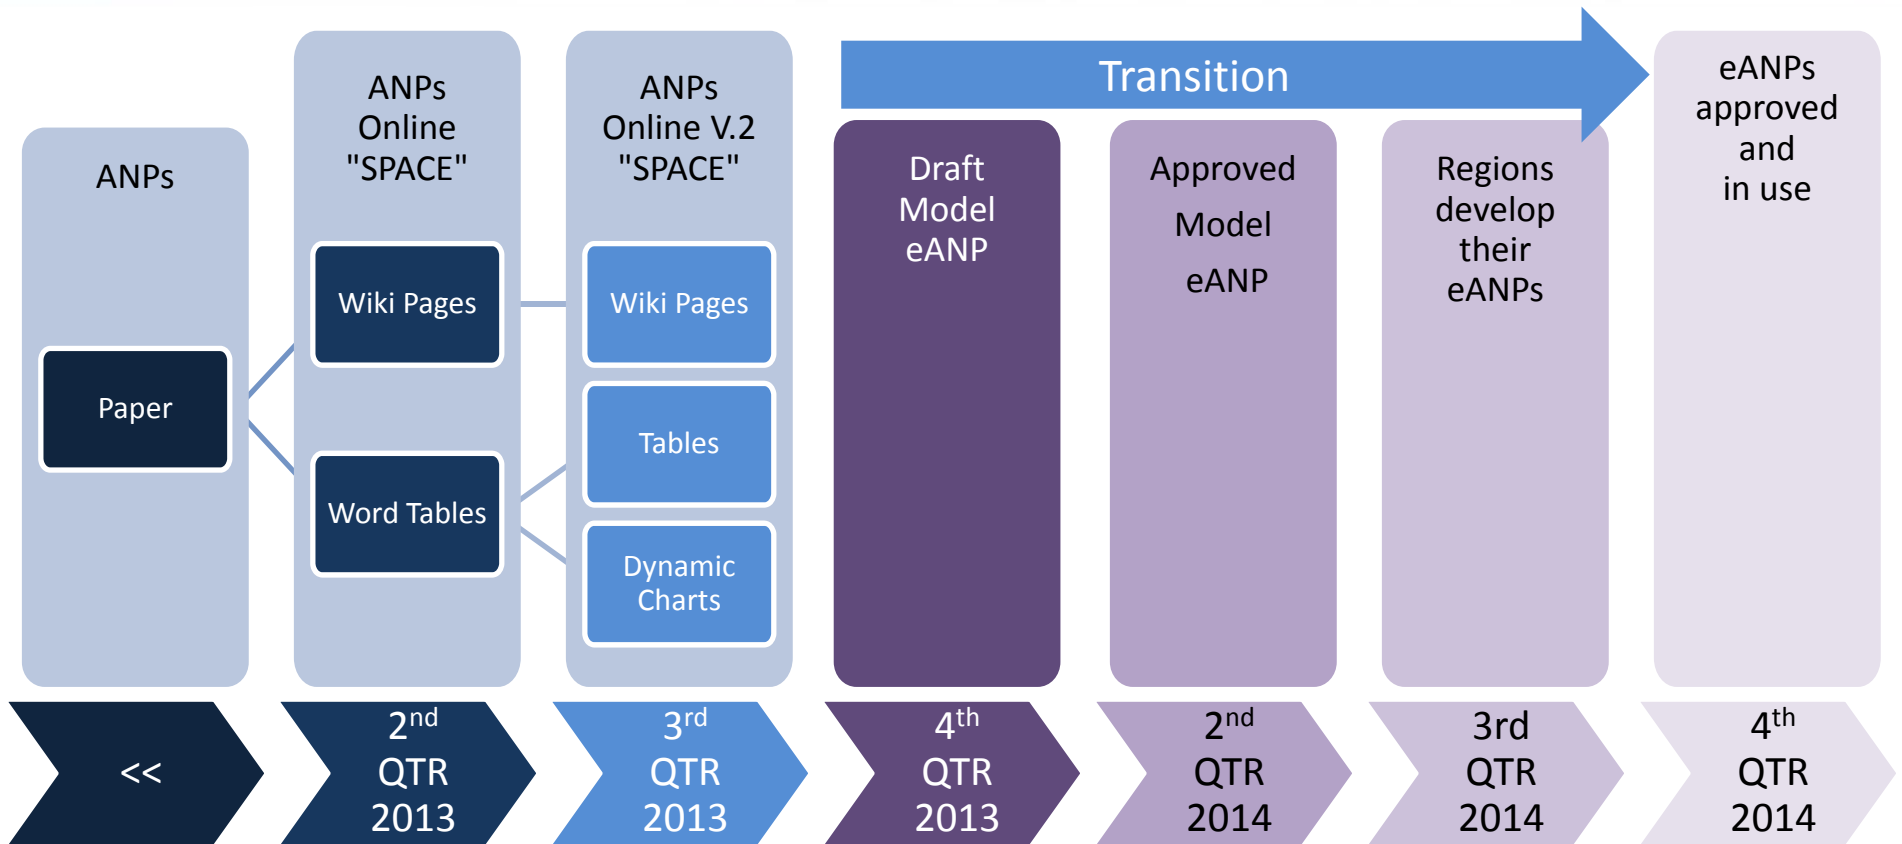 ANPs
Paper
ANPs
Online
"SPACE"
Wiki Pages
Word Tables
ANPs
Online V.2
"SPACE"
Wiki Pages
Tables
Dynamic
Charts
Transition
Draft
Model
eANP
Approved
Model
eANP
Regions
develop
their
eANPs
eANPs
approved
and
in use
<<
2nd
QTR
2013
3rd
QTR
2013
4th
QTR
2013
2nd
QTR
2014
3rd
QTR
2014
4th
QTR
2014